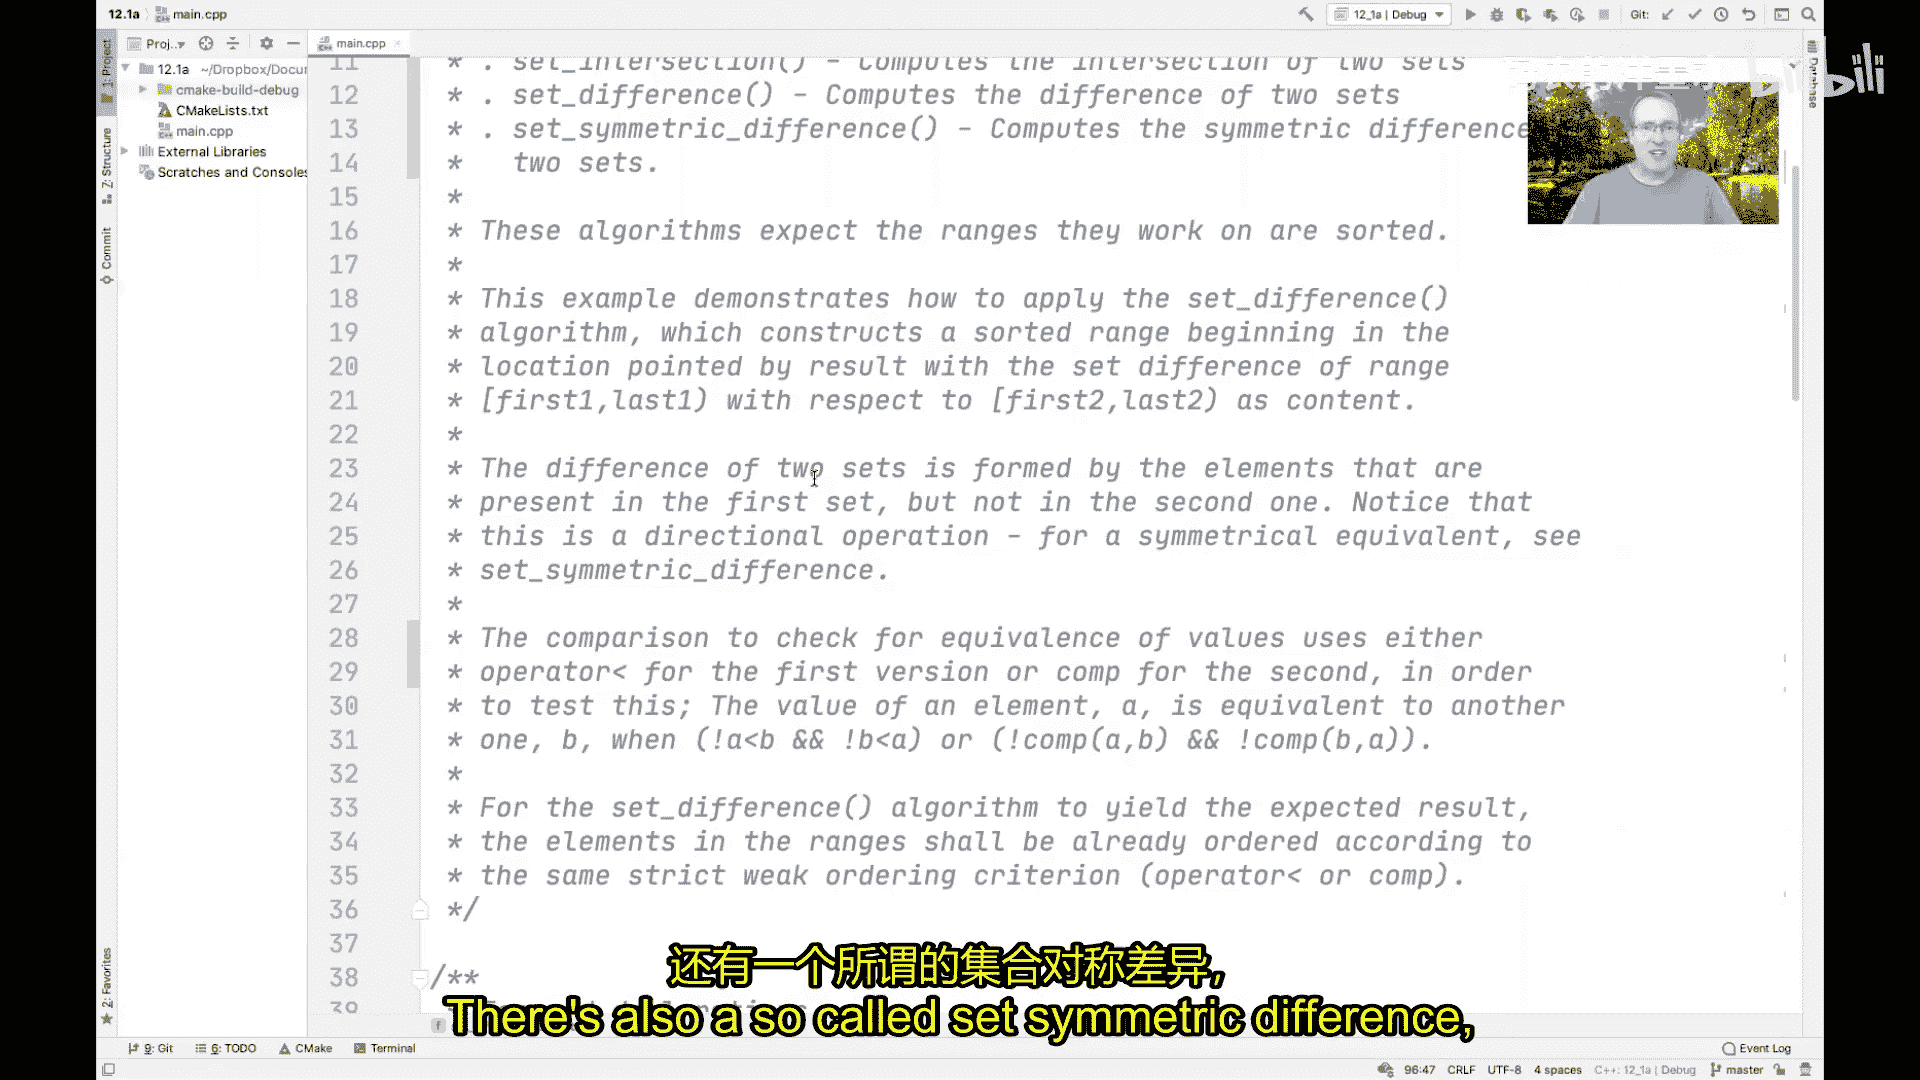 12.1a
main.cpp
12_1a | Debug
Git:
1: Project
Proj..
main.cpp
Database
12.1a ~/Dropbox/Docur
cmake-build-debug
CMakeLists.txt
main.cpp
External Libraries
Scratches and Consoles
Z: Structure
Commit
2: Favorites
11 * . set_intersection() - Computes the intersection of two sets
12 * . set_difference() - Computes the difference of two sets
13 * . set_symmetric_difference() - Computes the symmetric difference
14 * two sets.
15 *
16 * These algorithms expect the ranges they work on are sorted.
17 *
18 * This example demonstrates how to apply the set_difference()
19 * algorithm, which constructs a sorted range beginning in the
20 * location pointed by result with the set difference of range
21 * [first1,last1) with respect to [first2,last2) as content.
22 *
23 * The difference of two sets is formed by the elements that are
24 * present in the first set, but not in the second one. Notice that
25 * this is a directional operation - for a symmetrical equivalent, see
26 * set_symmetric_difference.
27 *
28 * The comparison to check for equivalence of values uses either
29 * operator< for the first version or comp for the second, in order
30 * to test this; The value of an element, a, is equivalent to another
31 * one, b, when (!a<b && !b<a) or (!comp(a,b) && !comp(b,a)).
32 *
33 * For the set_difference() algorithm to yield the expected result,
34 * the elements in the ranges shall be already ordered according to
35 * the same strict weak ordering criterion (operator< or comp).
36 */
37
38 /**
39
还有一个所谓的集合对称差异,
There's also a so called set symmetric difference,
9: Git
6: TODO
CMake
Terminal
Event Log
96:47 CRLF UTF-8 4 spaces C++: 12_1a | Debug master
bilibili